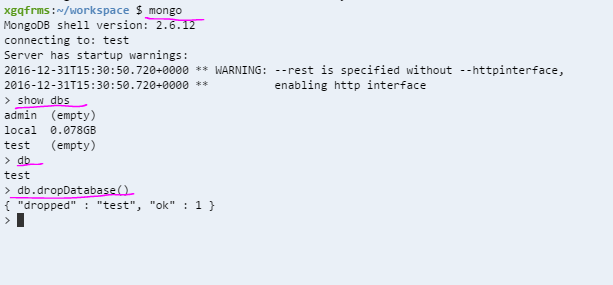 xgqfrms:~/workspace $ mongo
MongoDB shell version: 2.6.12
connecting to: test
Server has startup warnings:
2016-12-31T15:30:50.720+0000 ** WARNING: --rest is specified without --httpinterface,
2016-12-31T15:30:50.720+0000 **          enabling http interface
> show dbs
admin  (empty)
local  0.078GB
test   (empty)
> db
test
> db.dropDatabase()
{ "dropped" : "test", "ok" : 1 }
>